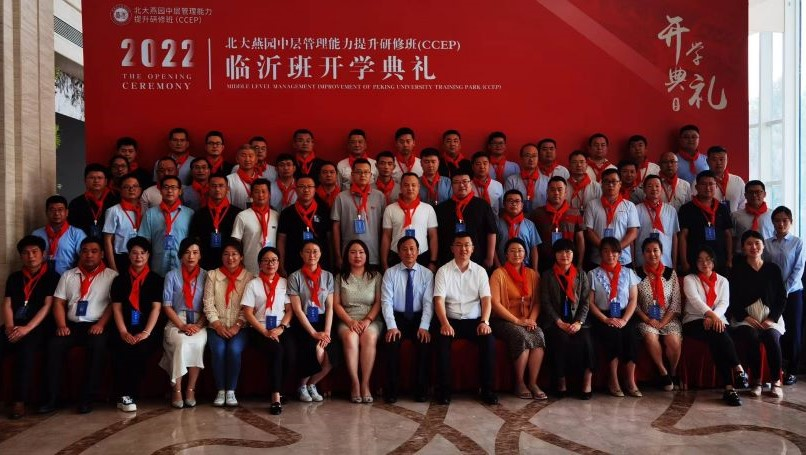 北大燕园中层管理能力
提升研修班(CCEP)
2022
THE OPENING
CEREMONY
北大燕园中层管理能力提升研修班(CCEP)
临沂班开学典礼
MIDDLE LEVEL MANAGEMENT IMPROVEMENT OF PEKING UNIVERSITY TRAINING PARK(CCEP)
开学典礼